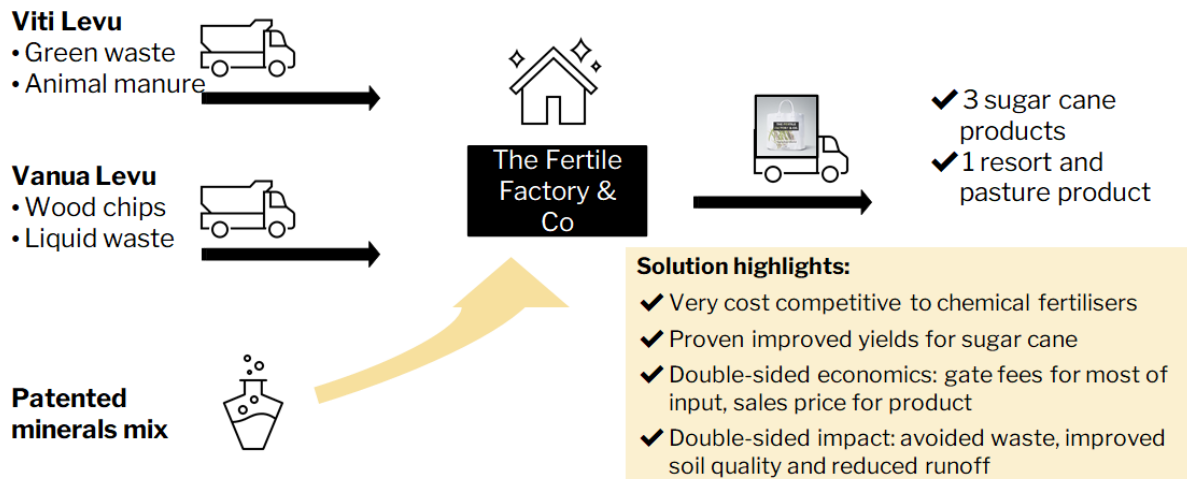 Viti Levu
• Green waste
• Animal manure
Vanua Levu
• Wood chips
• Liquid waste
Patented
minerals mix
The Fertile
Factory &
Co
✔ 3 sugar cane
products
✔ 1 resort and
pasture product
Solution highlights:
✔ Very cost competitive to chemical fertilisers
✔ Proven improved yields for sugar cane
✔ Double-sided economics: gate fees for most of
input, sales price for product
✔ Double-sided impact: avoided waste, improved
soil quality and reduced runoff